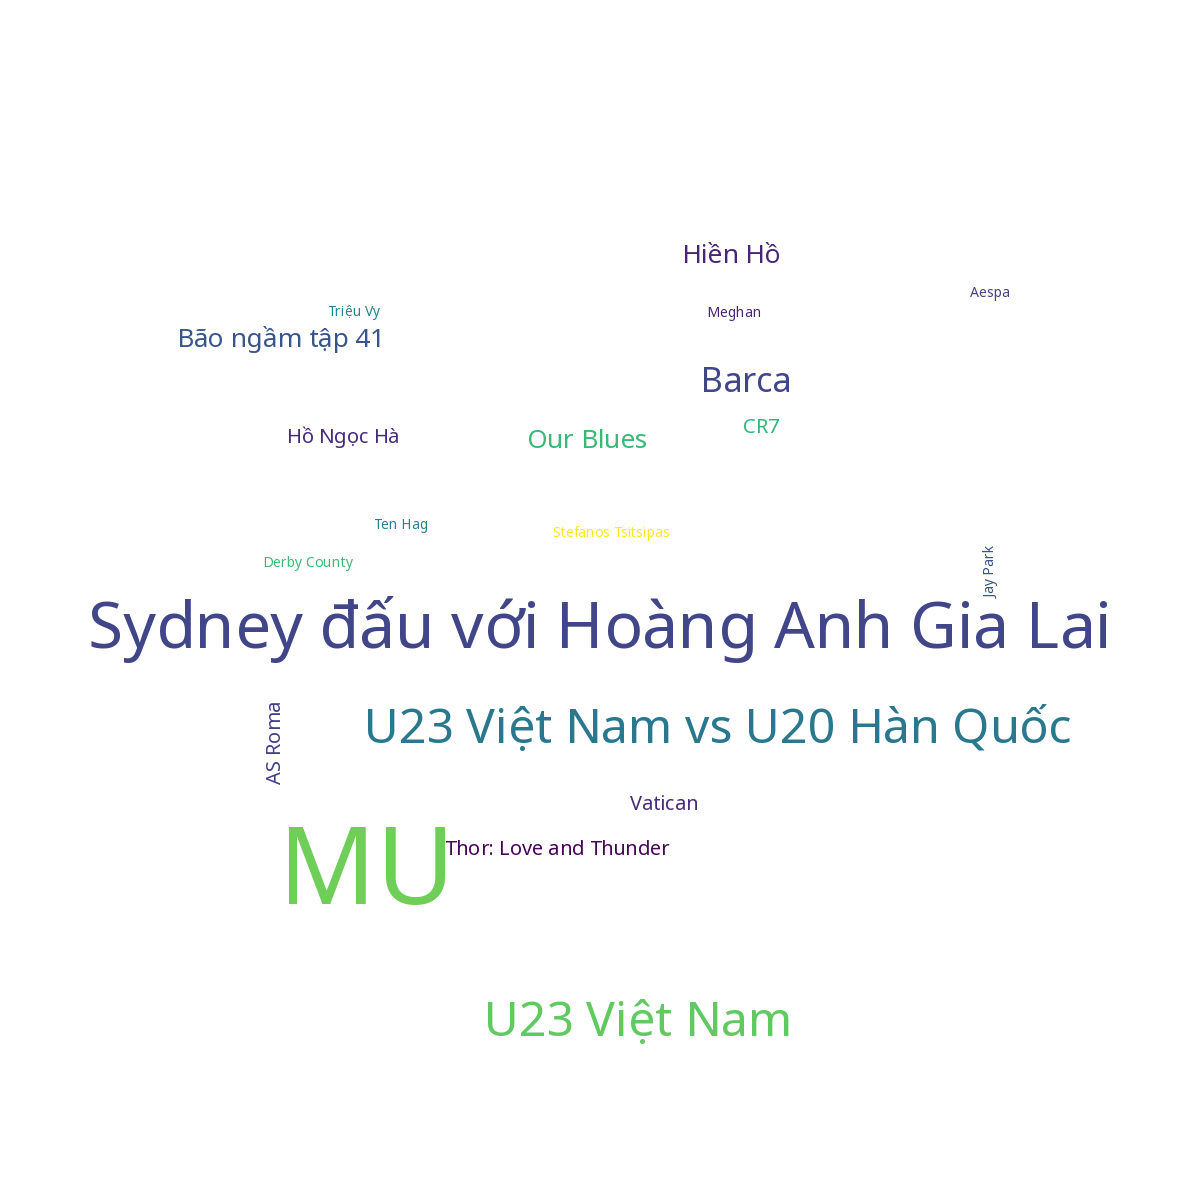 Hiền Hồ
Aespa
Triệu Vy
Meghan
Bão ngầm tập 41
Barca
CR7
Hồ Ngọc Hà
Our Blues
Ten Hag
Stefanos Tsitsipas
Derby County
Jay Park
Sydney đấu với Hoàng Anh Gia Lai
U23 Việt Nam vs U20 Hàn Quốc
AS Roma
Vatican
Thor: Love and Thunder
MU
U23 Việt Nam